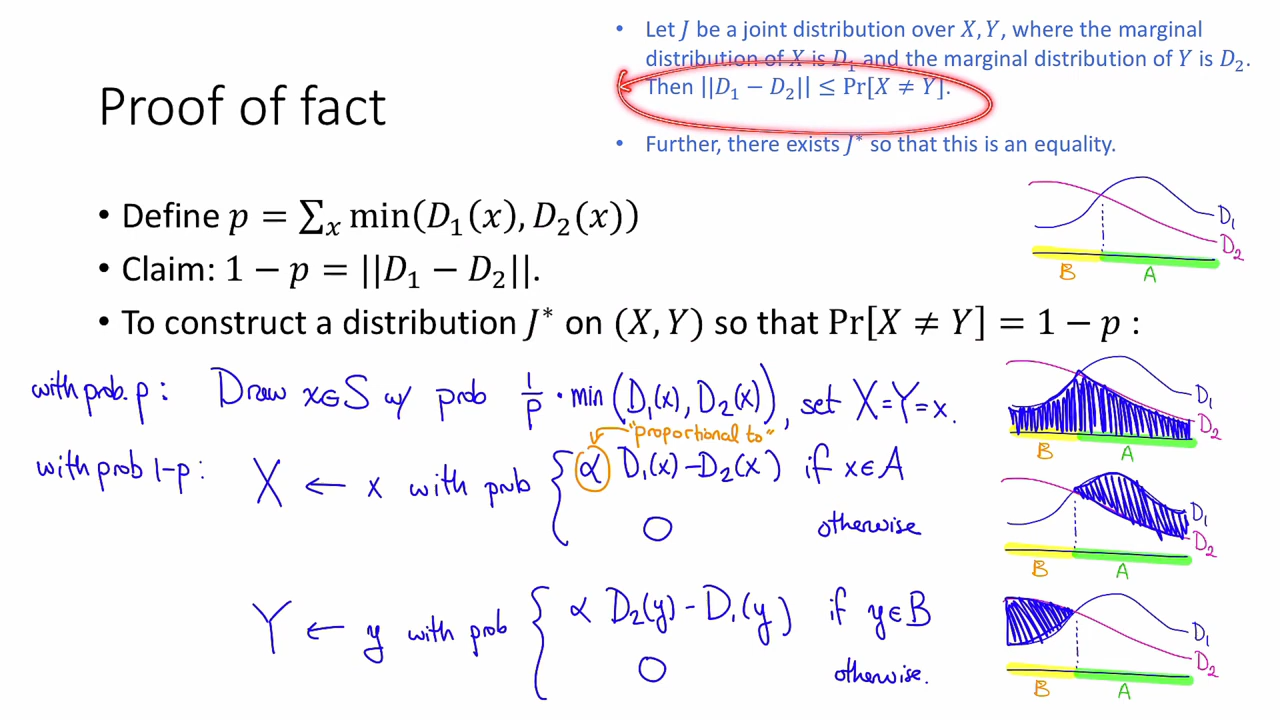 • Let J be a joint distribution over X, Y, where the marginal
distribution of X is D₁ and the marginal distribution of Y is D₂.
Then ||D₁ − D₂|| ≤ Pr[X ≠ Y].
• Further, there exists J* so that this is an equality.
Proof of fact
• Define p = ∑ₓ min(D₁(x), D₂(x))
• Claim: 1 − p = ||D₁ − D₂||.
• To construct a distribution J* on (X, Y) so that Pr[X ≠ Y] = 1 − p :
D₁
D₂
B A
with prob. p : Draw x∈S w/ prob 1/p · min(D₁(x), D₂(x)), set X=Y=x.
"proportional to"
D₁
D₂
B A
with prob 1-p : X ← x with prob { ∝ D₁(x) − D₂(x) if x∈A
0 otherwise
D₁
D₂
B A
Y ← y with prob { ∝ D₂(y) − D₁(y) if y∈B
0 otherwise.
D₁
D₂
B A